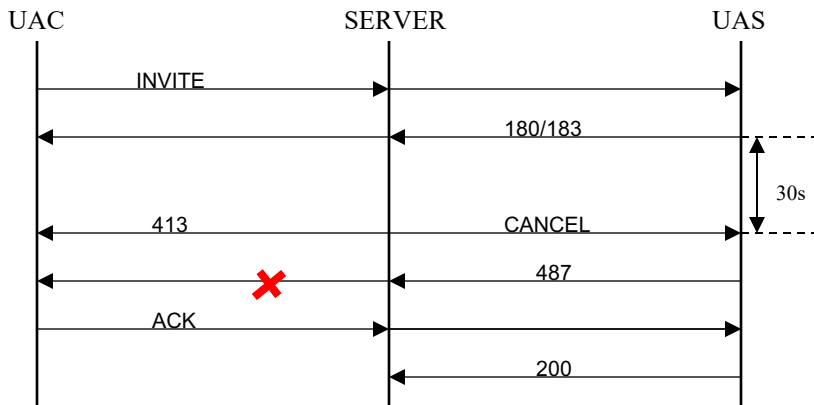 UAC SERVER UAS
INVITE
180/183
30s
413 CANCEL
487
ACK
200